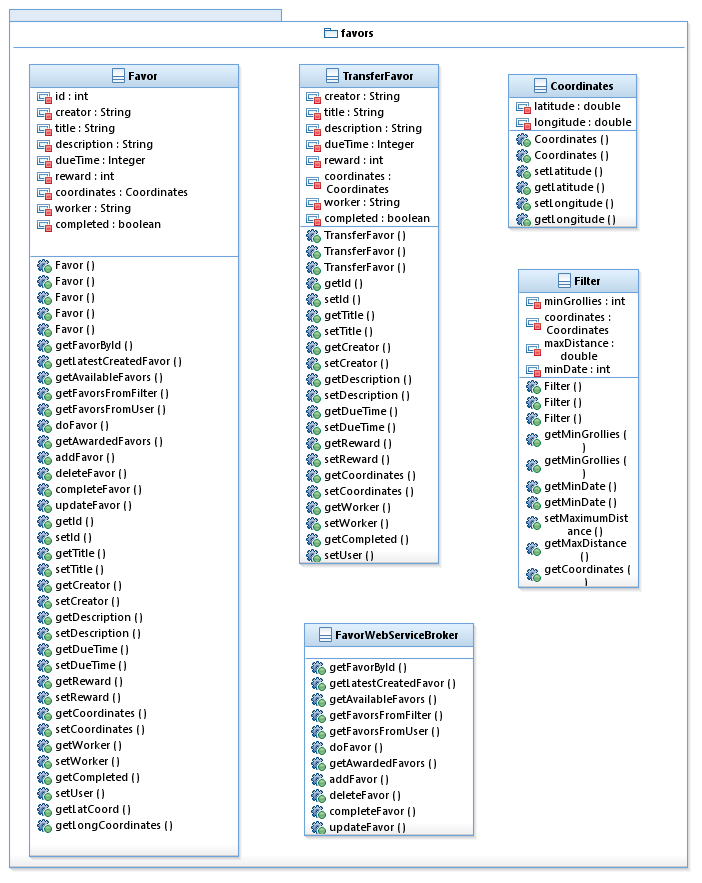 favors
Favor
id : int
creator : String
title : String
description : String
dueTime : Integer
reward : int
coordinates : Coordinates
worker : String
completed : boolean
Favor ( )
Favor ( )
Favor ( )
Favor ( )
Favor ( )
getFavorById ( )
getLatestCreatedFavor ( )
getAvailableFavors ( )
getFavorsFromFilter ( )
getFavorsFromUser ( )
doFavor ( )
getAwardedFavors ( )
addFavor ( )
deleteFavor ( )
completeFavor ( )
updateFavor ( )
getId ( )
setId ( )
getTitle ( )
setTitle ( )
getCreator ( )
setCreator ( )
getDescription ( )
setDescription ( )
getDueTime ( )
setDueTime ( )
getReward ( )
setReward ( )
getCoordinates ( )
setCoordinates ( )
getWorker ( )
setWorker ( )
getCompleted ( )
setUser ( )
getLatCoord ( )
getLongCoordinates ( )
TransferFavor
creator : String
title : String
description : String
dueTime : Integer
reward : int
coordinates :
Coordinates
worker : String
completed : boolean
TransferFavor ( )
TransferFavor ( )
TransferFavor ( )
getId ( )
setId ( )
getTitle ( )
setTitle ( )
getCreator ( )
setCreator ( )
getDescription ( )
setDescription ( )
getDueTime ( )
setDueTime ( )
getReward ( )
setReward ( )
getCoordinates ( )
setCoordinates ( )
getWorker ( )
setWorker ( )
getCompleted ( )
setUser ( )
Coordinates
latitude : double
longitude : double
Coordinates ( )
Coordinates ( )
setLatitude ( )
getLatitude ( )
setLongitude ( )
getLongitude ( )
Filter
minGrollies : int
coordinates :
Coordinates
maxDistance :
double
minDate : int
Filter ( )
Filter ( )
Filter ( )
getMinGrollies (
)
getMinGrollies (
)
getMinDate ( )
getMinDate ( )
setMaximumDist
ance ( )
getMaxDistance
( )
getCoordinates (
)
FavorWebServiceBroker
getFavorById ( )
getLatestCreatedFavor ( )
getAvailableFavors ( )
getFavorsFromFilter ( )
getFavorsFromUser ( )
doFavor ( )
getAwardedFavors ( )
addFavor ( )
deleteFavor ( )
completeFavor ( )
updateFavor ( )